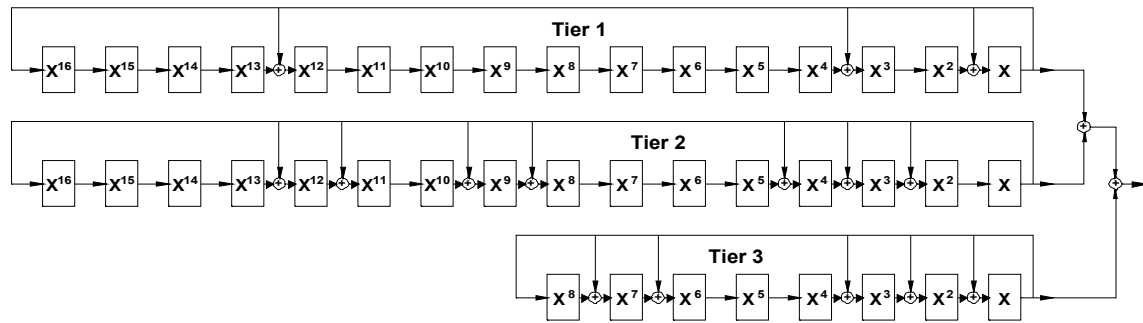 Tier 1
X¹⁶ X¹⁵ X¹⁴ X¹³ X¹² X¹¹ X¹⁰ X⁹ X⁸ X⁷ X⁶ X⁵ X⁴ X³ X² X
Tier 2
X¹⁶ X¹⁵ X¹⁴ X¹³ X¹² X¹¹ X¹⁰ X⁹ X⁸ X⁷ X⁶ X⁵ X⁴ X³ X² X
Tier 3
X⁸ X⁷ X⁶ X⁵ X⁴ X³ X² X